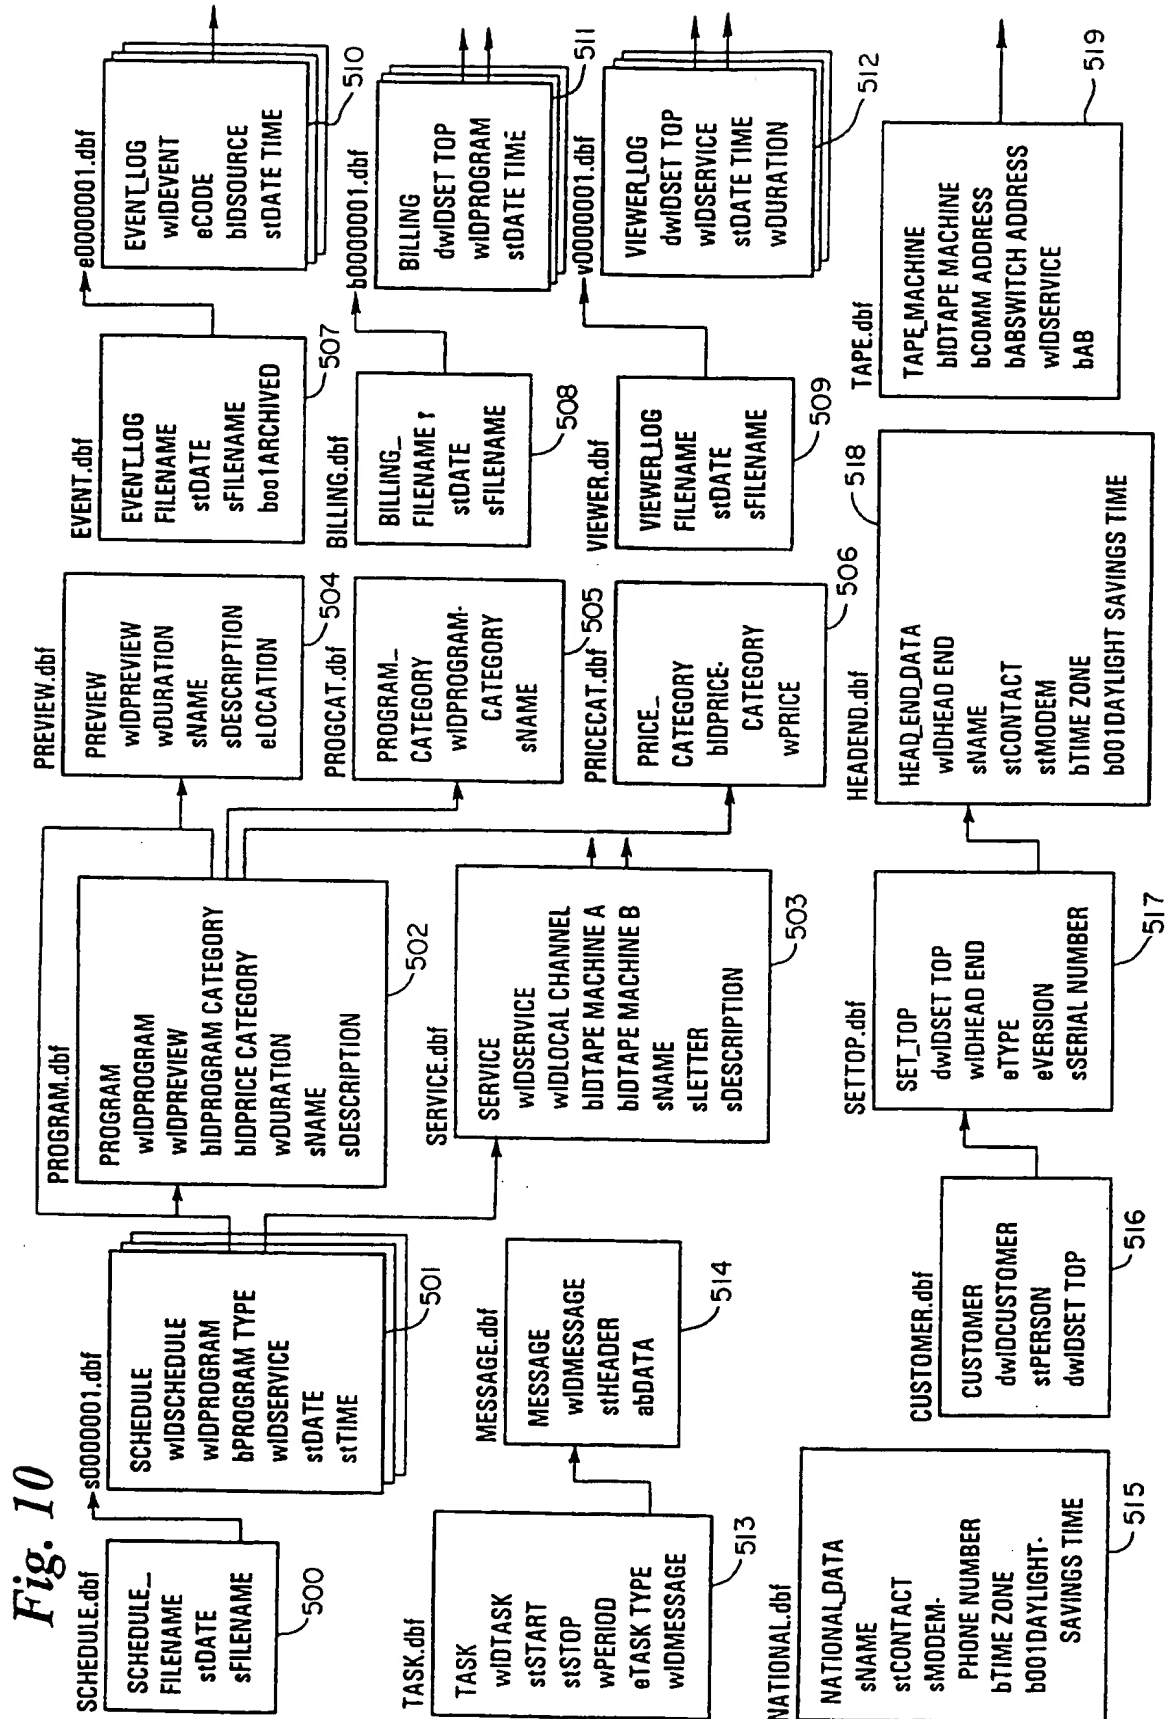 Fig. 10
SCHEDULE.dbf
SCHEDULE_
FILENAME
stDATE
sFILENAME
500
s0000001.dbf
SCHEDULE
wIDSCHEDULE
wIDPROGRAM
bPROGRAM TYPE
wIDSERVICE
stDATE
stTIME
501
PROGRAM.dbf
PROGRAM
wIDPROGRAM
wIDPREVIEW
bIDPROGRAM CATEGORY
bIDPRICE CATEGORY
wDURATION
sNAME
sDESCRIPTION
502
PREVIEW.dbf
PREVIEW
wIDPREVIEW
wDURATION
sNAME
sDESCRIPTION
eLOCATION
504
EVENT.dbf
EVENT_LOG
FILENAME
stDATE
sFILENAME
boo1ARCHIVED
507
e0000001.dbf
EVENT_LOG
wIDEVENT
eCODE
bIDSOURCE
stDATE TIME
510
PROGCAT.dbf
PROGRAM_
CATEGORY
wIDPROGRAM-
CATEGORY
sNAME
505
BILLING.dbf
BILLING_
FILENAME
stDATE
sFILENAME
508
b0000001.dbf
BILLING
dwIDSET TOP
wIDPROGRAM
stDATE TIME
511
TASK.dbf
TASK
wIDTASK
stSTART
stSTOP
wPERIOD
eTASK TYPE
wIDMESSAGE
513
MESSAGE.dbf
MESSAGE
wIDMESSAGE
stHEADER
abDATA
514
SERVICE.dbf
SERVICE
wIDSERVICE
wIDLOCAL CHANNEL
bIDTAPE MACHINE A
bIDTAPE MACHINE B
sNAME
sLETTER
sDESCRIPTION
503
PRICECAT.dbf
PRICE_
CATEGORY
bIDPRICE-
CATEGORY
wPRICE
506
VIEWER.dbf
VIEWER_LOG
FILENAME
stDATE
sFILENAME
509
v0000001.dbf
VIEWER_LOG
dwIDSET TOP
wIDSERVICE
stDATE TIME
wDURATION
512
NATIONAL.dbf
NATIONAL_DATA
sNAME
stCONTACT
sMODEM-
PHONE NUMBER
bTIME ZONE
b001DAYLIGHT-
SAVINGS TIME
515
CUSTOMER.dbf
CUSTOMER
dwIDCUSTOMER
stPERSON
dwIDSET TOP
516
SETTOP.dbf
SET_TOP
dwIDSET TOP
wIDHEAD END
eTYPE
eVERSION
sSERIAL NUMBER
517
HEADEND.dbf
HEAD_END_DATA
wIDHEAD END
sNAME
stCONTACT
stMODEM
bTIME ZONE
b001DAYLIGHT SAVINGS TIME
518
TAPE.dbf
TAPE_MACHINE
bIDTAPE MACHINE
bCOMM ADDRESS
bABSWITCH ADDRESS
wIDSERVICE
bAB
519